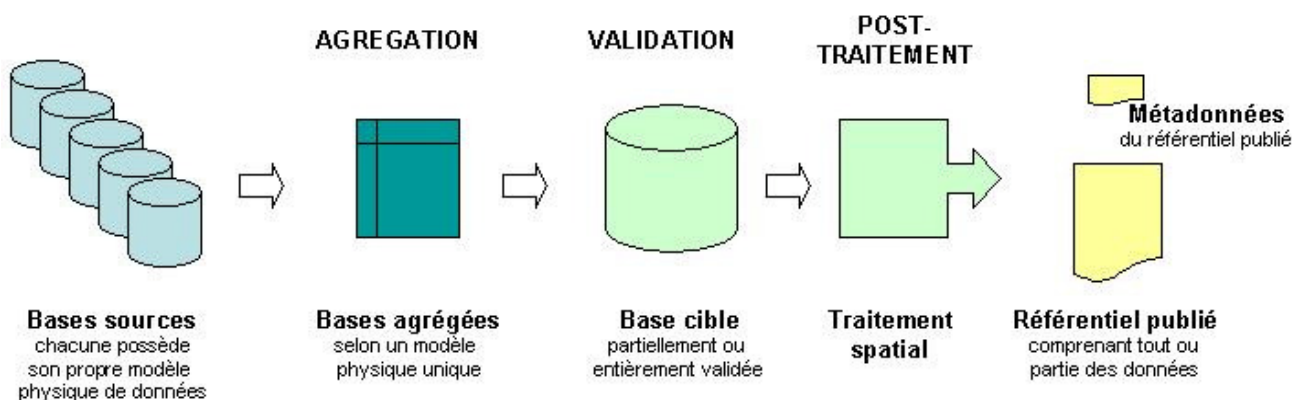 AGREGATION
VALIDATION
POST-
TRAITEMENT
Métadonnées
du référentiel publié
Bases sources
chacune possède
son propre modèle
physique de données
Bases agrégées
selon un modèle
physique unique
Base cible
partiellement ou
entièrement validée
Traitement
spatial
Référentiel publié
comprenant tout ou
partie des données